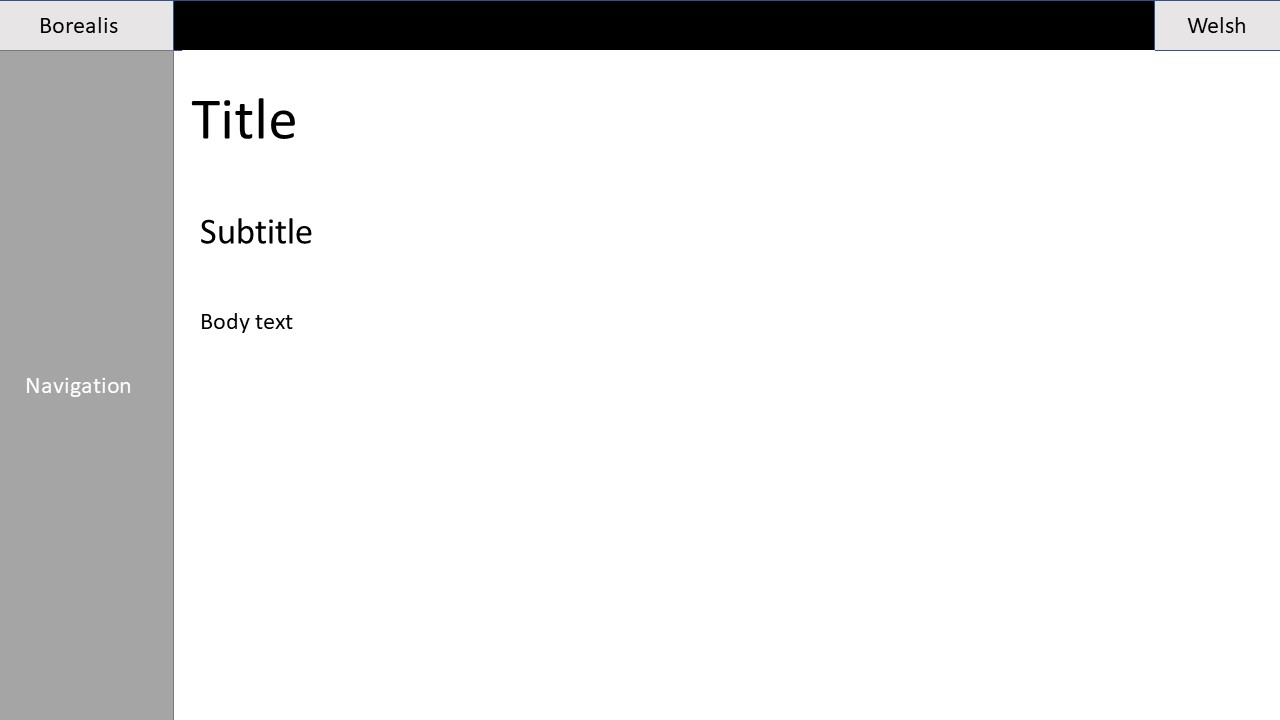 Borealis
Welsh
Title
Subtitle
Body text
Navigation